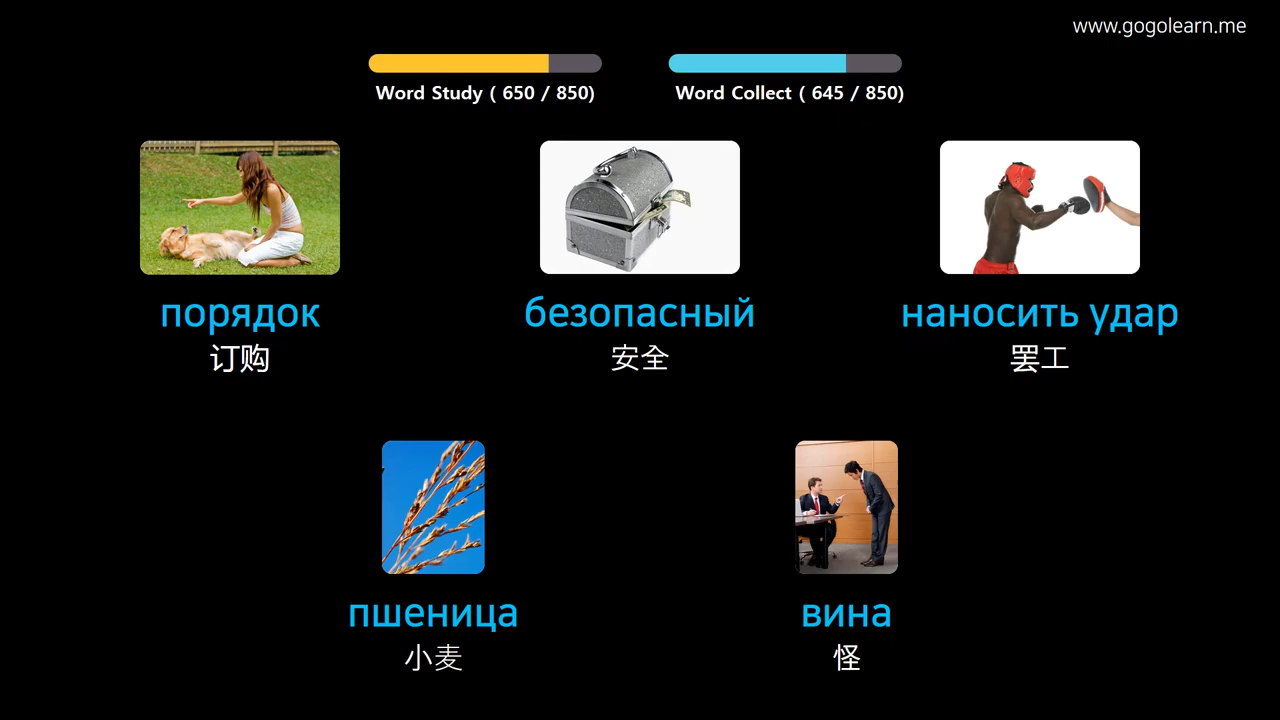 www.gogolearn.me
Word Study ( 650 / 850)
Word Collect ( 645 / 850)
порядок
订购
безопасный
安全
наносить удар
罢工
пшеница
小麦
вина
怪